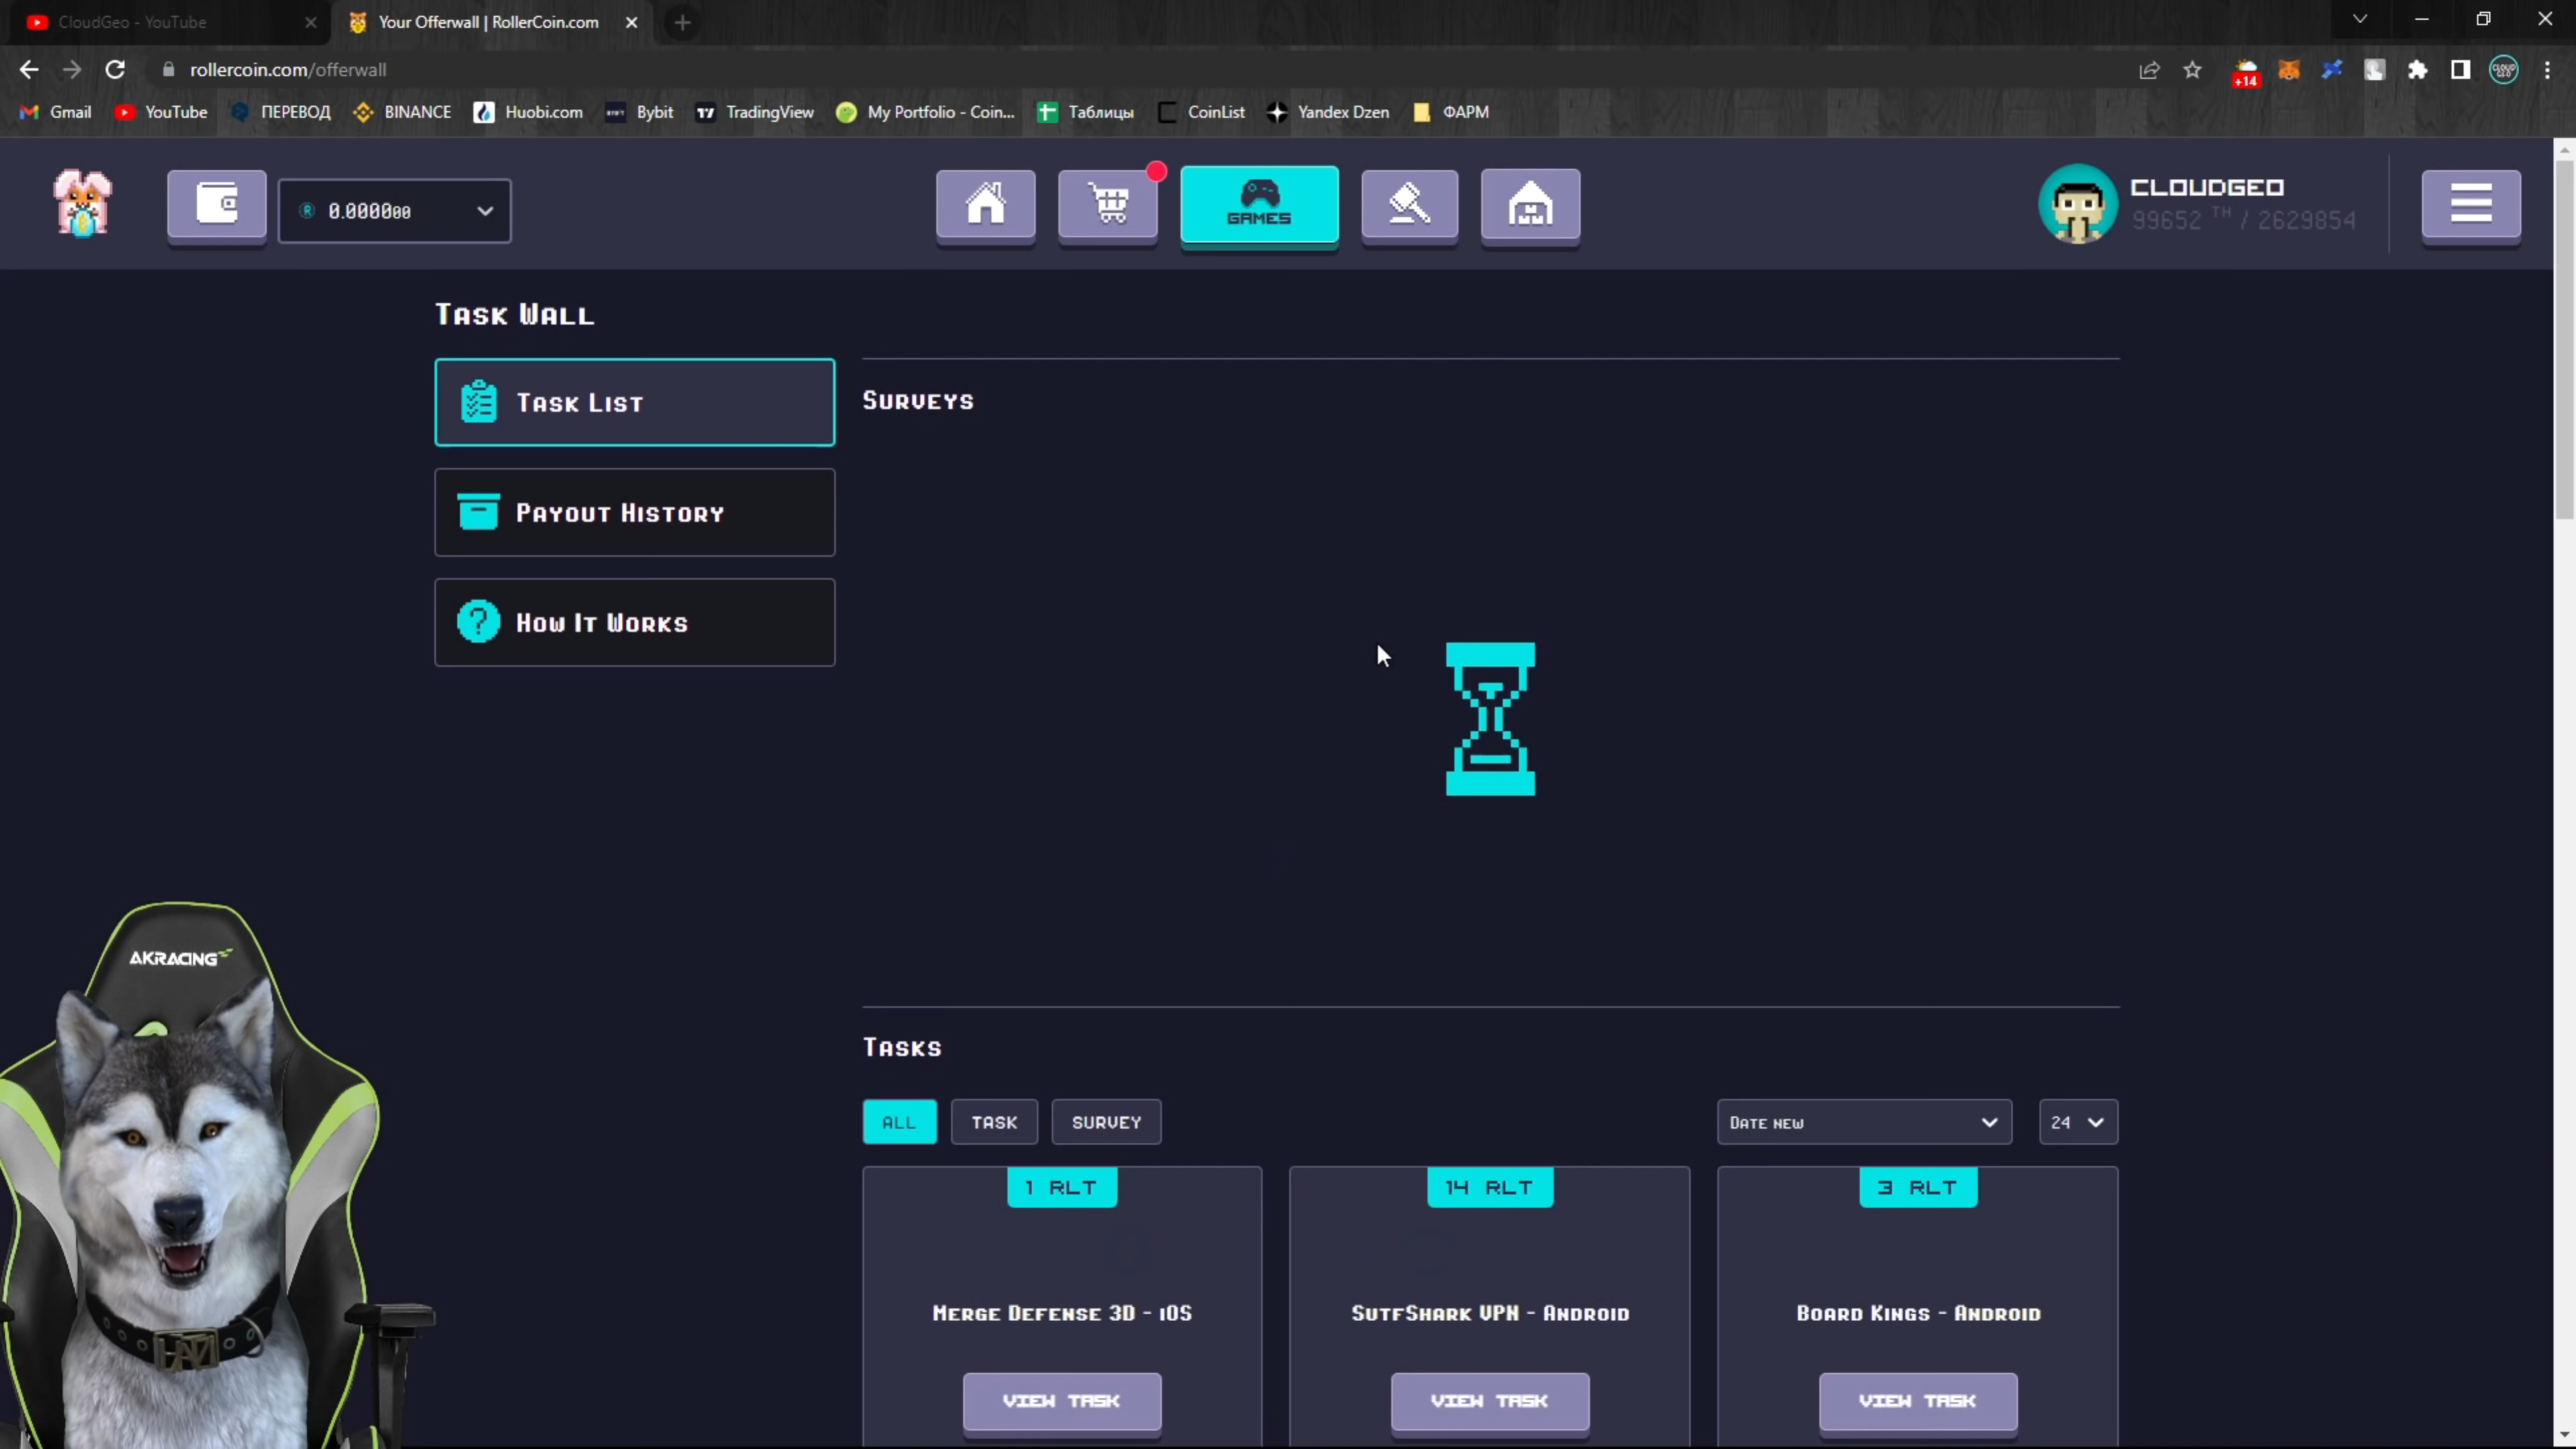 CloudGeo - YouTube
Your Offerwall | RollerCoin.com
rollercoin.com/offerwall
+14
CLOUD GEO
Gmail
YouTube
ПЕРЕВОД
BINANCE
Huobi.com
Bybit
TradingView
My Portfolio - Coin...
Таблицы
CoinList
Yandex Dzen
ФАРМ
0.000000
GAMES
CLOUDGEO
99652 TH / 2629854
Task Wall
Task List
Payout History
How It Works
Surveys
Tasks
ALL
TASK
SURVEY
Date new
24
1 RLT
14 RLT
3 RLT
Merge Defense 3D - iOS
SutfShark VPN - Android
Board Kings - Android
VIEW TASK
VIEW TASK
VIEW TASK
AKRACING